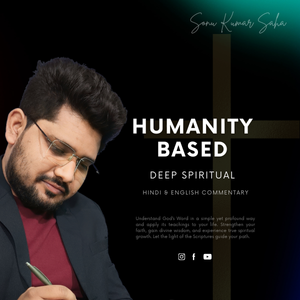 Sonu Kumar Saha
HUMANITY
BASED
DEEP SPIRITUAL
HINDI & ENGLISH COMMENTARY
Understand God's Word in a simple yet profound way
and apply its teachings to your life. Strengthen your
faith, gain divine wisdom, and experience true spiritual
growth. Let the light of the Scriptures guide your path.